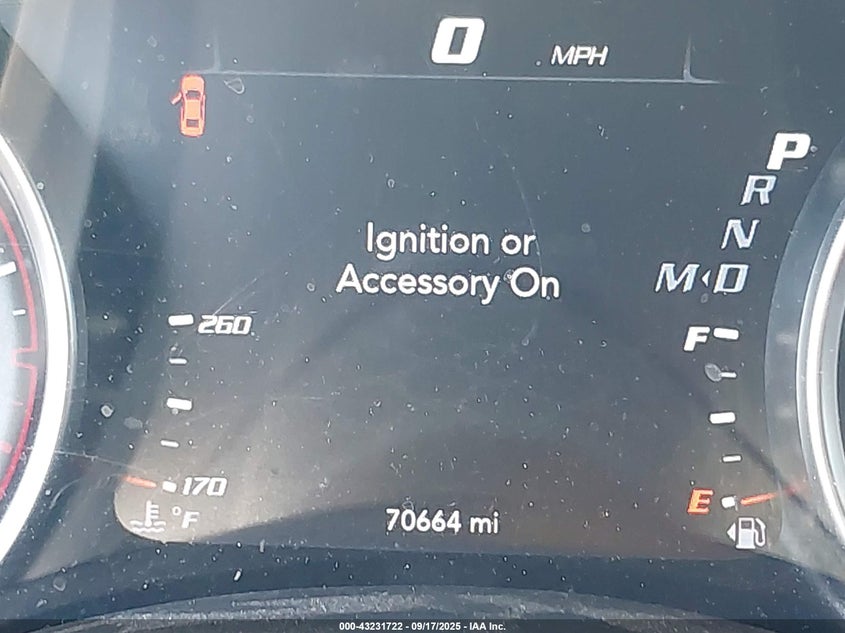 0 MPH
P
R
N
M D
Ignition or
Accessory On
260
F
170
E
°F
70664 mi
000-43231722 - 09/17/2025 - IAA Inc.